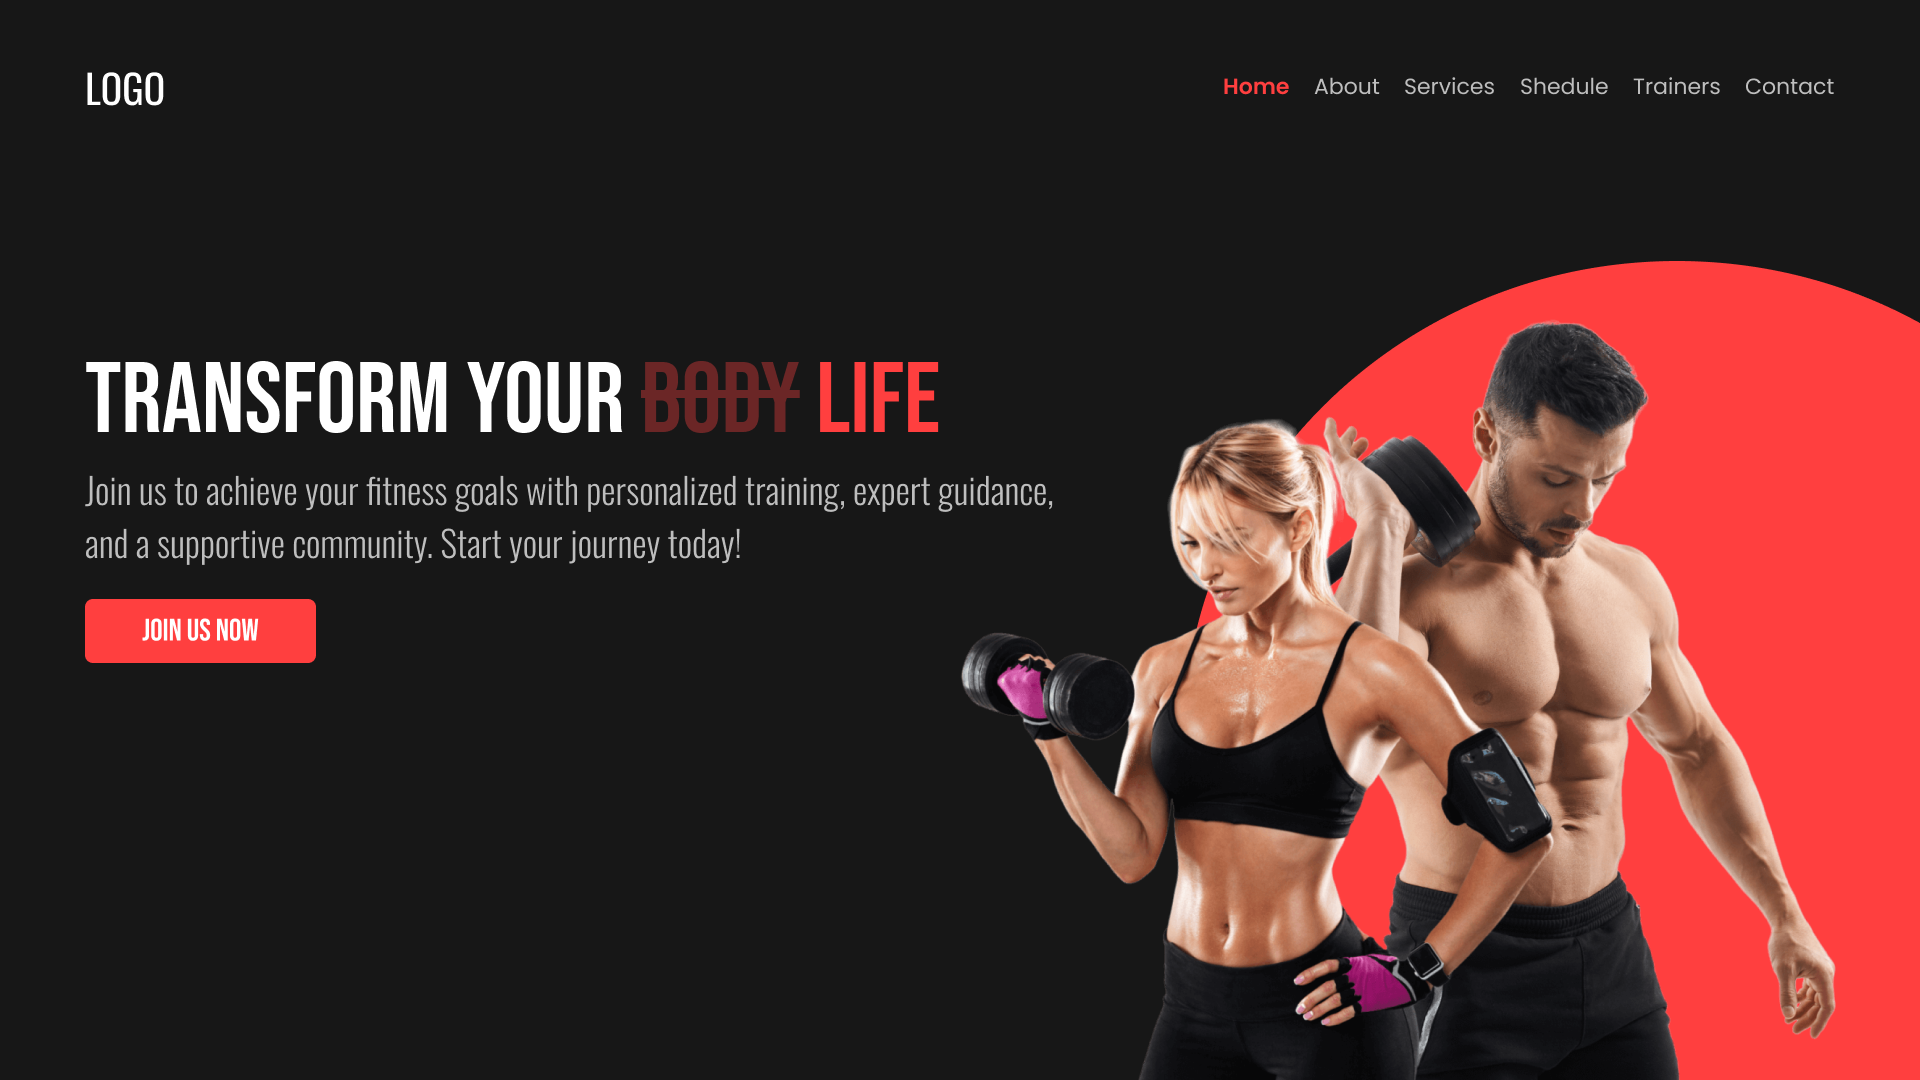 LOGO
Home About Services Shedule Trainers Contact
TRANSFORM YOUR BODY LIFE
Join us to achieve your fitness goals with personalized training, expert guidance,
and a supportive community. Start your journey today!
JOIN US NOW